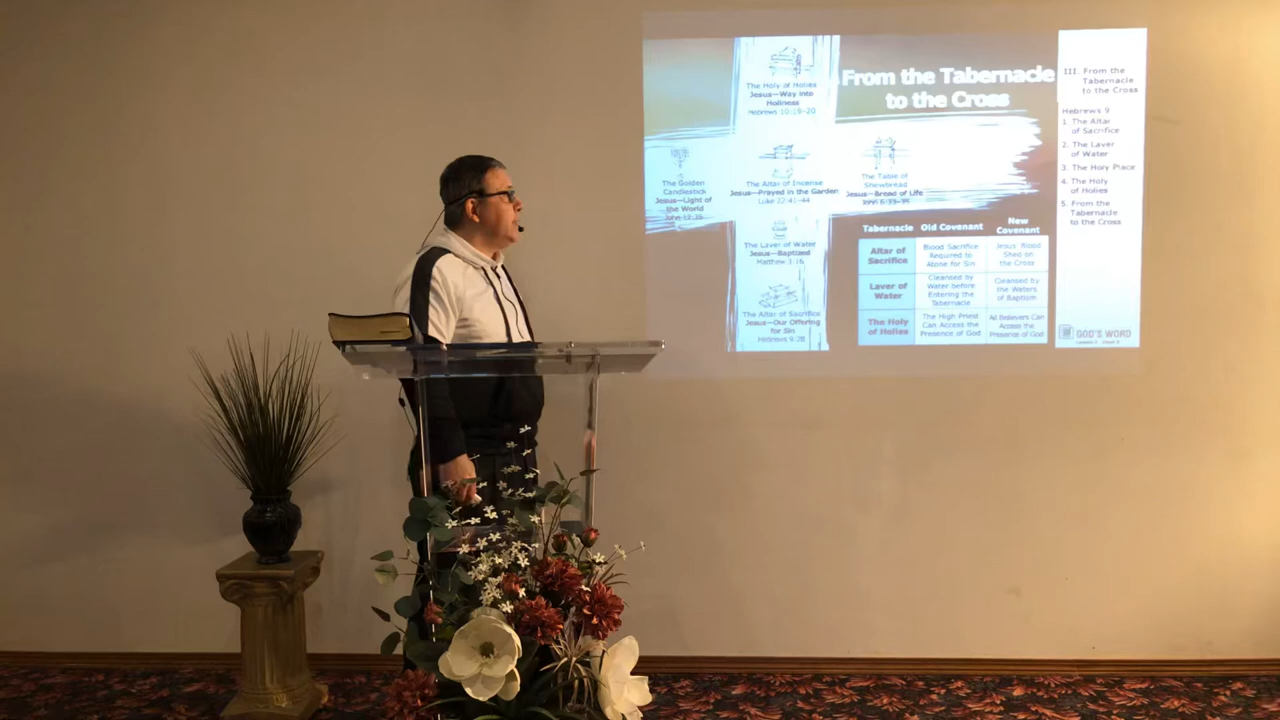 The Holy of Holies
Jesus—Way into
Holiness
Hebrews 10:19-20
From the Tabernacle
to the Cross
The Golden
Candlestick
Jesus—Light of
the World
The Altar of Incense
Jesus—Prayed in the Garden
Luke 22:41-44
The Table of
Shewbread
Jesus—Bread of Life
The Laver of Water
Jesus—Baptized
Matthew
The Altar of Sacrifice
Jesus—Our Offering
for Sin
Hebrews 9:28
Tabernacle
Old Covenant
New
Covenant
Altar of
Sacrifice
Blood Sacrifice
Required to
Atone for Sin
Jesus' Blood
Shed on
the Cross
Laver of
Water
Cleansed by
Water before
Entering the
Tabernacle
Cleansed by
the Waters
of Baptism
The Holy
of Holies
The High Priest
Can Access the
Presence of God
All Believers Can
Access the
Presence of God
III. From the
Tabernacle
to the Cross
Hebrews 9
1. The Altar
of Sacrifice
2. The Laver
of Water
3. The Holy Place
4. The Holy
of Holies
5. From the
Tabernacle
to the Cross
GOD'S WORD